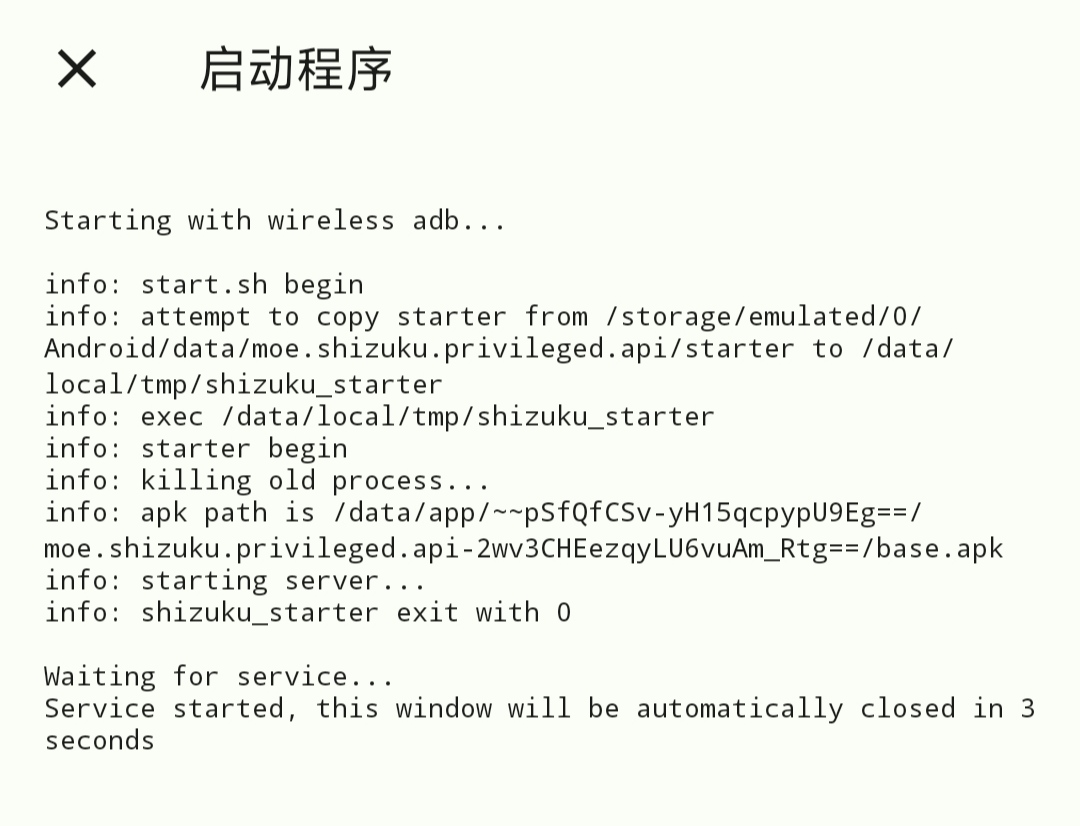 启动程序
Starting with wireless adb...
info: start.sh begin
info: attempt to copy starter from /storage/emulated/0/
Android/data/moe.shizuku.privileged.api/starter to /data/
local/tmp/shizuku_starter
info: exec /data/local/tmp/shizuku_starter
info: starter begin
info: killing old process...
info: apk path is /data/app/~~pSfQfCSv-yH15qcpypU9Eg==/
moe.shizuku.privileged.api-2wv3CHEezqyLU6vuAm_Rtg==/base.apk
info: starting server...
info: shizuku_starter exit with 0
Waiting for service...
Service started, this window will be automatically closed in 3
seconds